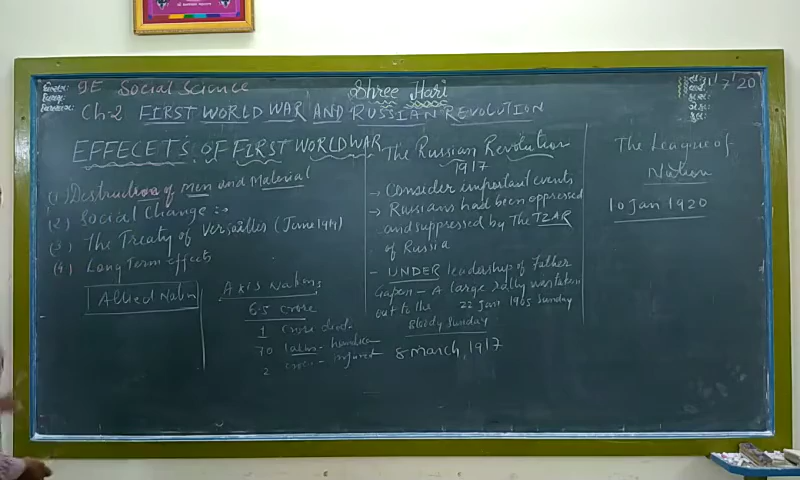 9E Social Science
Shree Hari
1/7/20
Ch-2 FIRST WORLD WAR AND RUSSIAN REVOLUTION
EFFECETS OF FIRST WORLD WAR
(1) Destruction of Men and Material
(2) Social Change :->
(3) The Treaty of Versailles (June 1919)
(4) Long Term effects
Allied Nation
Axis Nations
6.5 crore
1 crore died
70 lakhs -
2 crore - injured
The Russian Revolution
1917
→ Consider important events
→ Russians had been oppressed
and suppressed by The TZAR
of Russia
- UNDER leadership of Father
Gapon - A large rally was taken
out to the 22 Jan 1905 Sunday
Bloody Sunday
8 March, 1917
The League of
Nation
10 Jan 1920